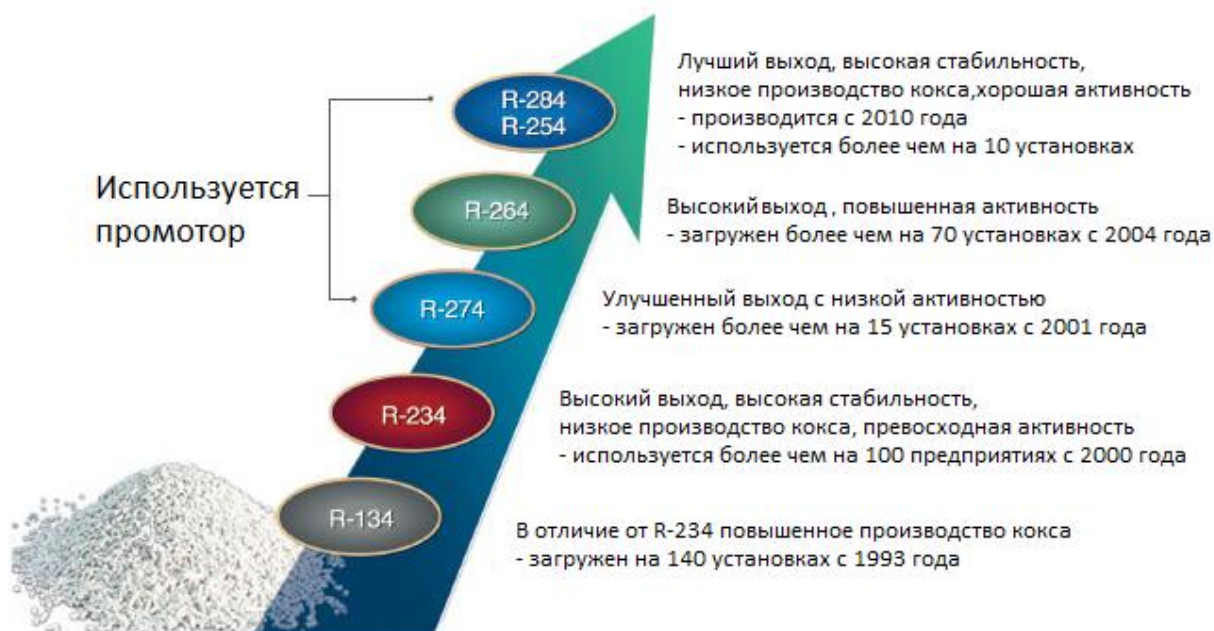 Лучший выход, высокая стабильность,
низкое производство кокса,хорошая активность
- производится с 2010 года
- используется более чем на 10 установках
R-284
R-254
Используется
промотор
R-264
Высокий выход , повышенная активность
- загружен более чем на 70 установках с 2004 года
R-274
Улучшенный выход с низкой активностью
- загружен более чем на 15 установках с 2001 года
R-234
Высокий выход, высокая стабильность,
низкое производство кокса, превосходная активность
- используется более чем на 100 предприятиях с 2000 года
R-134
В отличие от R-234 повышенное производство кокса
- загружен на 140 установках с 1993 года